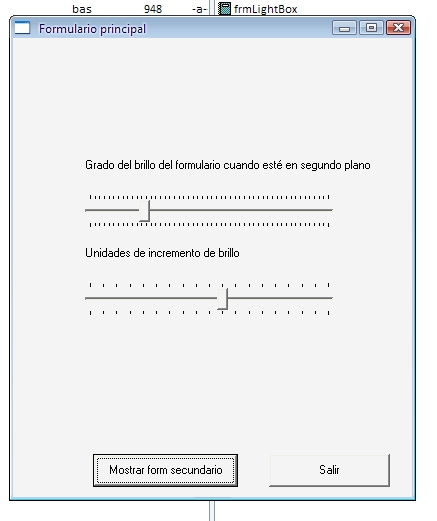 bas 948 -a- frmLightBox
Formulario principal
Grado del brillo del formulario cuando esté en segundo plano
Unidades de incremento de brillo
Mostrar form secundario Salir